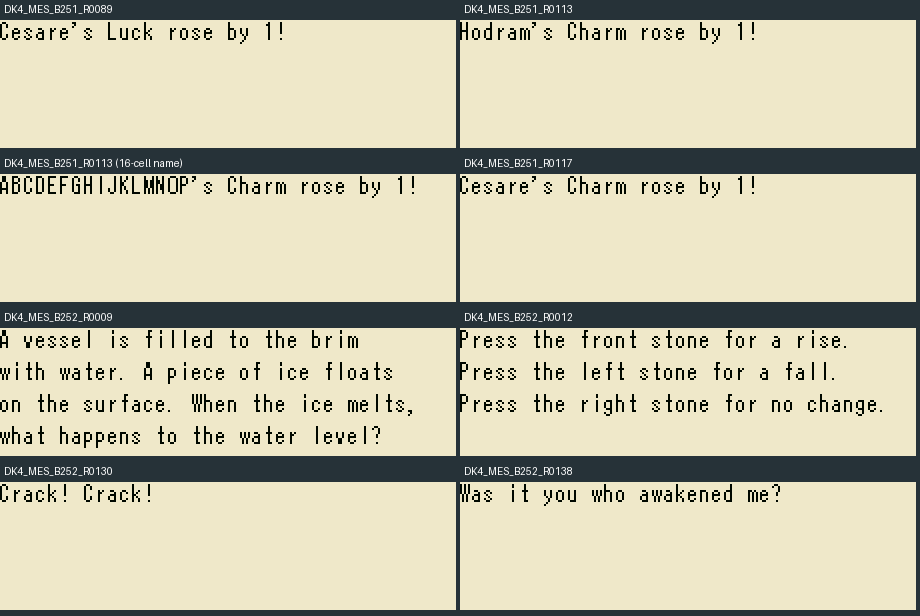 DK4_MES_B251_R0089
Cesare's Luck rose by 1!
DK4_MES_B251_R0113
Hodram's Charm rose by 1!
DK4_MES_B251_R0113 (16-cell name)
ABCDEFGHIJKLMNOP's Charm rose by 1!
DK4_MES_B251_R0117
Cesare's Charm rose by 1!
DK4_MES_B252_R0009
A vessel is filled to the brim
with water. A piece of ice floats
on the surface. When the ice melts,
what happens to the water level?
DK4_MES_B252_R0012
Press the front stone for a rise.
Press the left stone for a fall.
Press the right stone for no change.
DK4_MES_B252_R0130
Crack! Crack!
DK4_MES_B252_R0138
Was it you who awakened me?